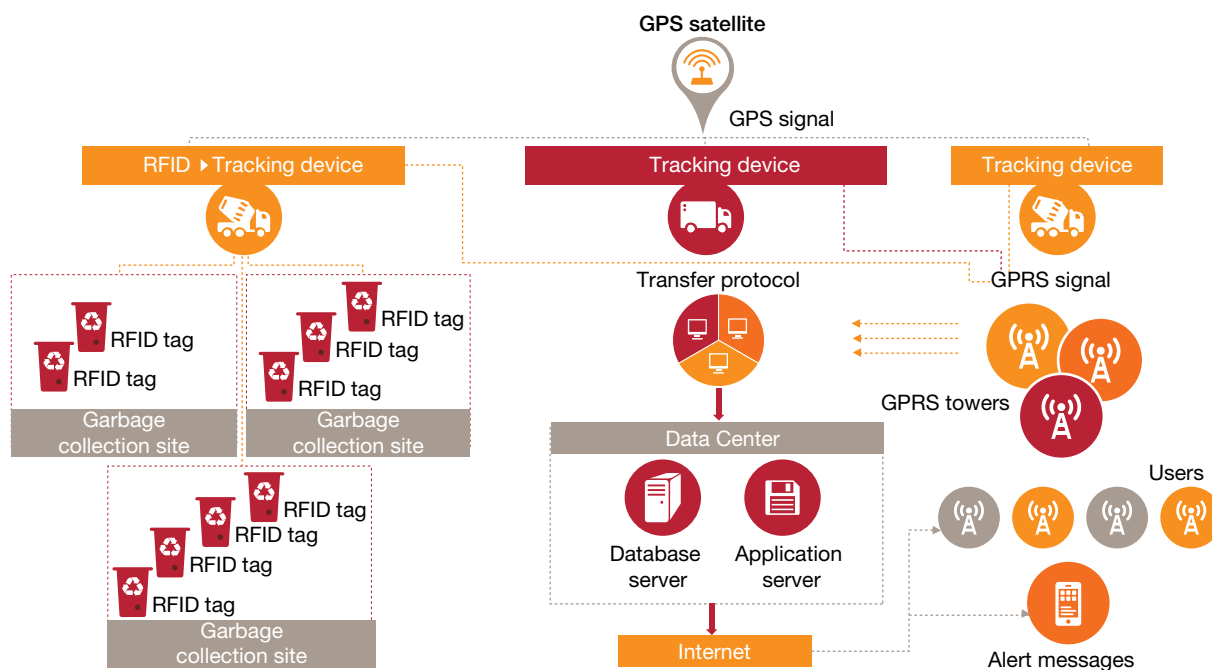 GPS satellite
GPS signal
RFID ▸ Tracking device
Tracking device
Tracking device
Transfer protocol
GPRS signal
RFID tag
RFID tag
RFID tag
RFID tag
RFID tag
Garbage
collection site
Garbage
collection site
GPRS towers
Data Center
Users
RFID tag
RFID tag
RFID tag
RFID tag
Database
server
Application
server
Garbage
collection site
Internet
Alert messages